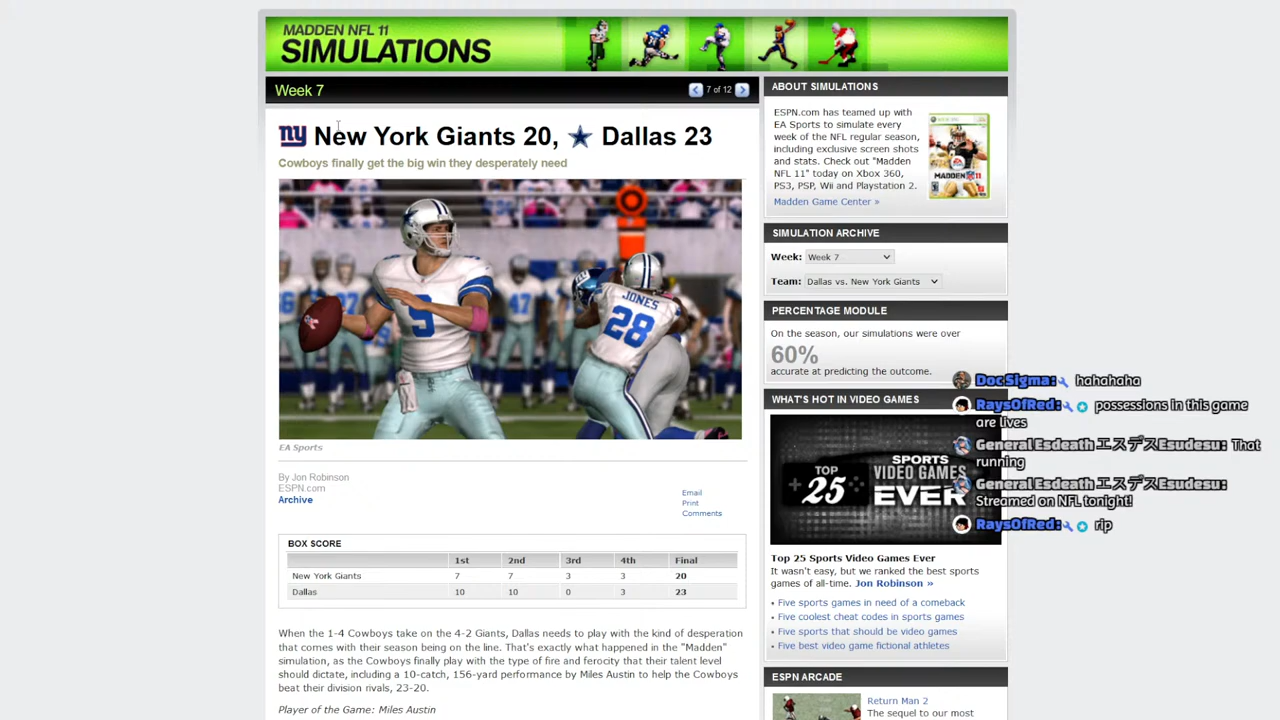 MADDEN NFL 11
SIMULATIONS
Week 7
7 of 12
ny New York Giants 20, Dallas 23
Cowboys finally get the big win they desperately need
9
JONES
28
47
EA Sports
By Jon Robinson
ESPN.com
Archive
Email
Print
Comments
BOX SCORE
1st 2nd 3rd 4th Final
New York Giants 7 7 3 3 20
Dallas 10 10 0 3 23
When the 1-4 Cowboys take on the 4-2 Giants, Dallas needs to play with the kind of desperation
that comes with their season being on the line. That's exactly what happened in the "Madden"
simulation, as the Cowboys finally play with the type of fire and ferocity that their talent level
should dictate, including a 10-catch, 156-yard performance by Miles Austin to help the Cowboys
beat their division rivals, 23-20.
Player of the Game: Miles Austin
ABOUT SIMULATIONS
ESPN.com has teamed up with
EA Sports to simulate every
week of the NFL regular season,
including exclusive screen shots
and stats. Check out "Madden
NFL 11" today on Xbox 360,
PS3, PSP, Wii and Playstation 2.
Madden Game Center »
MADDEN
SIMULATION ARCHIVE
Week: Week 7
Team: Dallas vs. New York Giants
PERCENTAGE MODULE
On the season, our simulations were over
60%
accurate at predicting the outcome.
WHAT'S HOT IN VIDEO GAMES
TOP
25
SPORTS
VIDEO GAMES
EVER
Top 25 Sports Video Games Ever
It wasn't easy, but we ranked the best sports
games of all-time. Jon Robinson »
• Five sports games in need of a comeback
• Five coolest cheat codes in sports games
• Five sports that should be video games
• Five best video game fictional athletes
ESPN ARCADE
Return Man 2
The sequel to our most
Doc Sigma: hahahaha
RaysOfRed: possessions in this game
are lives
General Esdeath エスデスEsudesu: That
running
General Esdeath エスデスEsudesu:
Streamed on NFL tonight!
RaysOfRed: rip